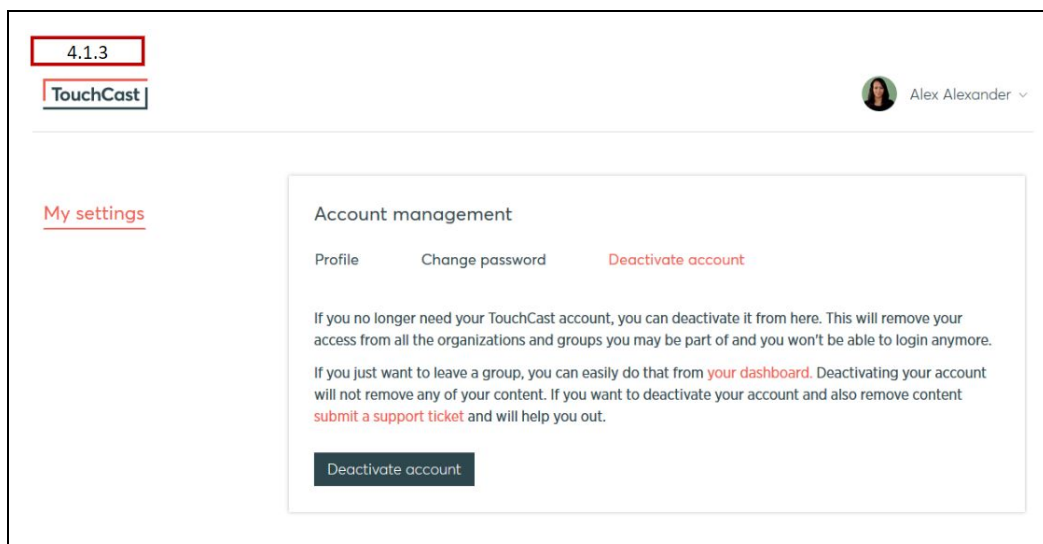 4.1.3
TouchCast
Alex Alexander
My settings
Account management
Profile Change password Deactivate account
If you no longer need your TouchCast account, you can deactivate it from here. This will remove your
access from all the organizations and groups you may be part of and you won't be able to login anymore.
If you just want to leave a group, you can easily do that from your dashboard. Deactivating your account
will not remove any of your content. If you want to deactivate your account and also remove content
submit a support ticket and will help you out.
Deactivate account